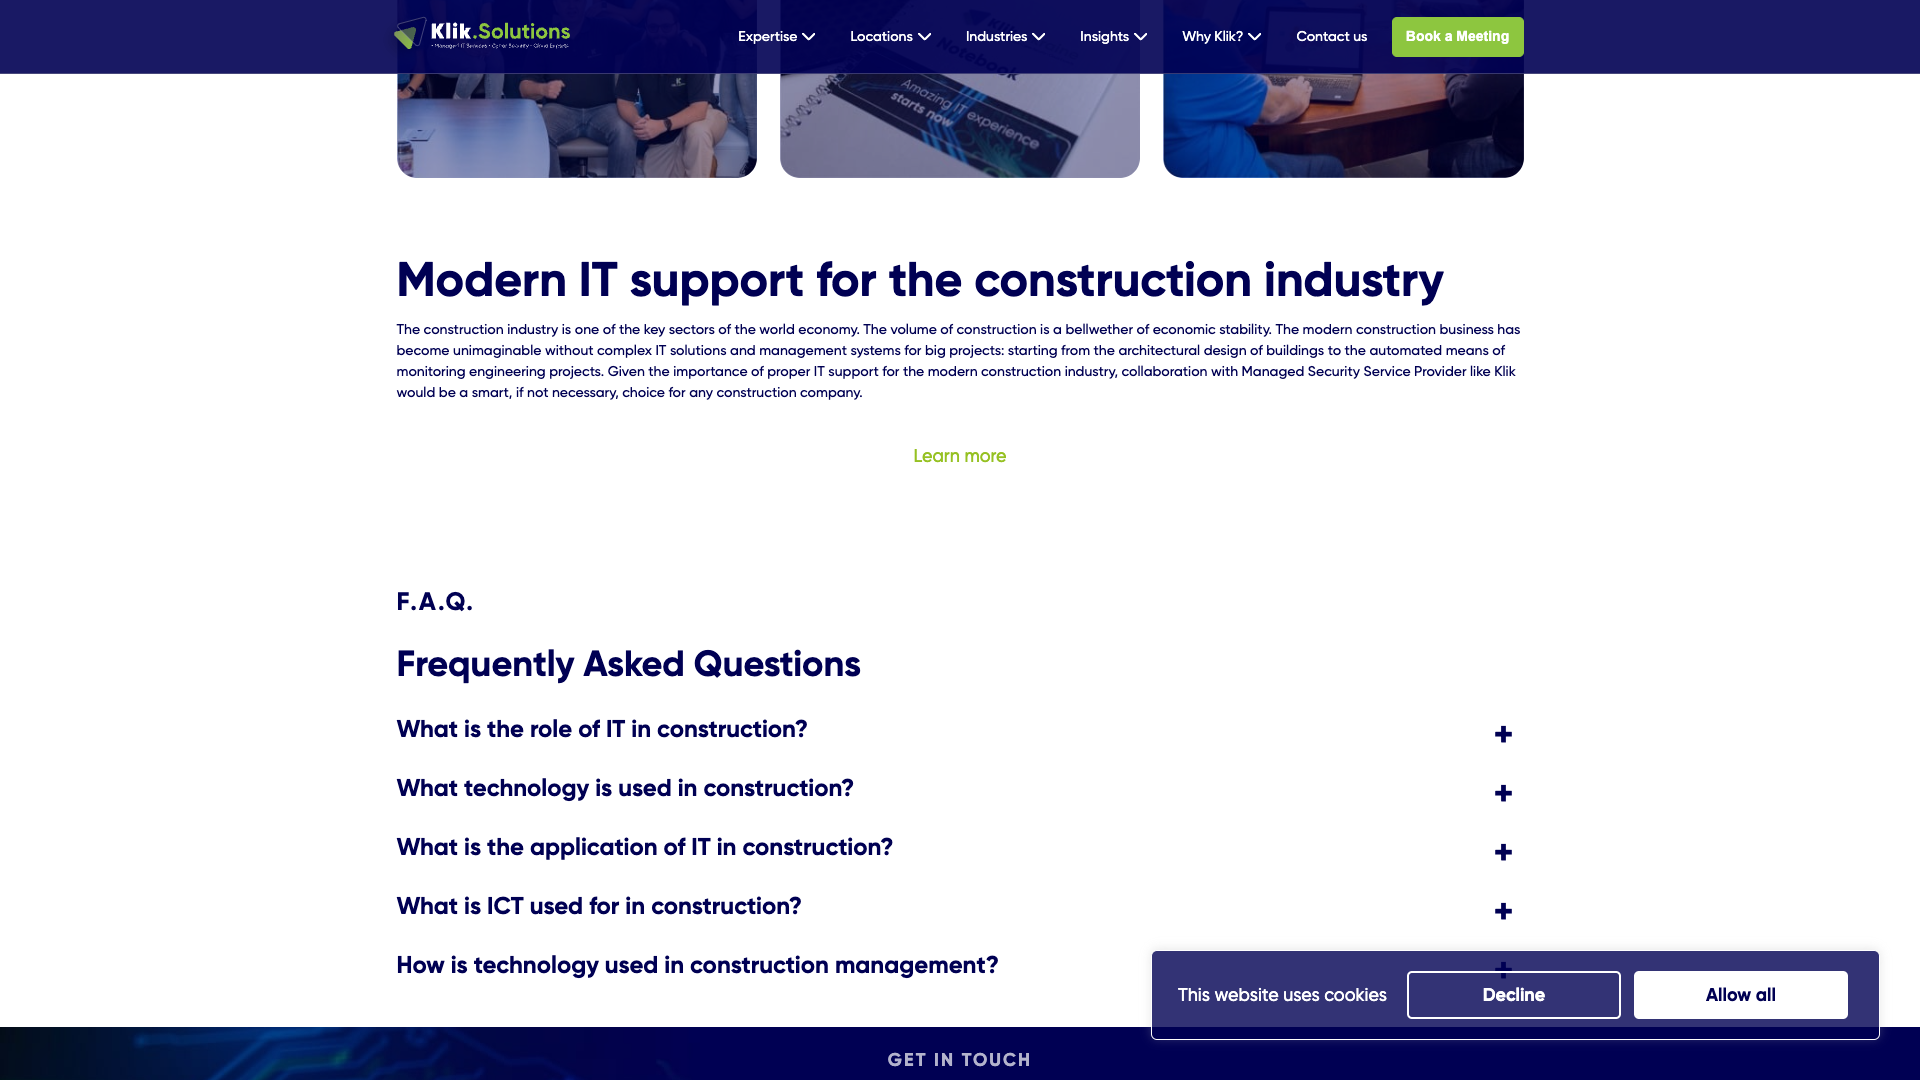 Klik.Solutions
Expertise
Locations
Industries
Insights
Why Klik?
Contact us
Book a Meeting
Notebook
Amazing IT experience
starts now
Modern IT support for the construction industry
The construction industry is one of the key sectors of the world economy. The volume of construction is a bellwether of economic stability. The modern construction business has
become unimaginable without complex IT solutions and management systems for big projects: starting from the architectural design of buildings to the automated means of
monitoring engineering projects. Given the importance of proper IT support for the modern construction industry, collaboration with Managed Security Service Provider like Klik
would be a smart, if not necessary, choice for any construction company.
Learn more
F.A.Q.
Frequently Asked Questions
What is the role of IT in construction?
+
What technology is used in construction?
+
What is the application of IT in construction?
+
What is ICT used for in construction?
+
How is technology used in construction management?
+
This website uses cookies
Decline
Allow all
GET IN TOUCH